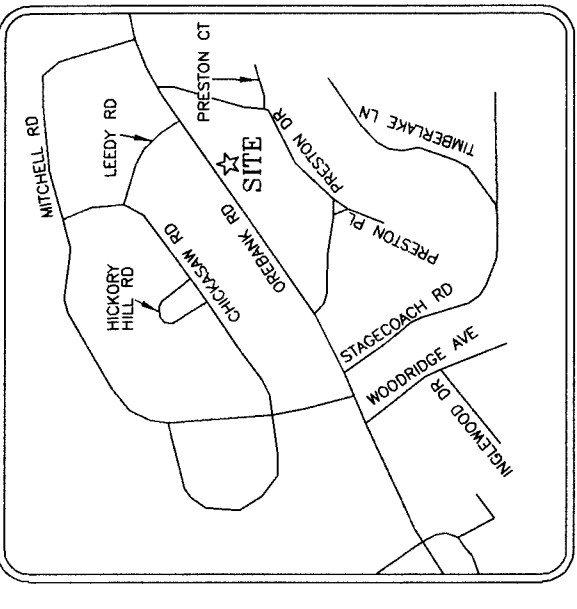 PRESTON CT
MITCHELL RD
LEEDY RD
TIMBERLAKE LN
SITE
PRESTON DR
OREBANK RD
PRESTON PL
CHICKASAW RD
HICKORY
HILL RD
STAGECOACH RD
WOODRIDGE AVE
INGLEWOOD DR